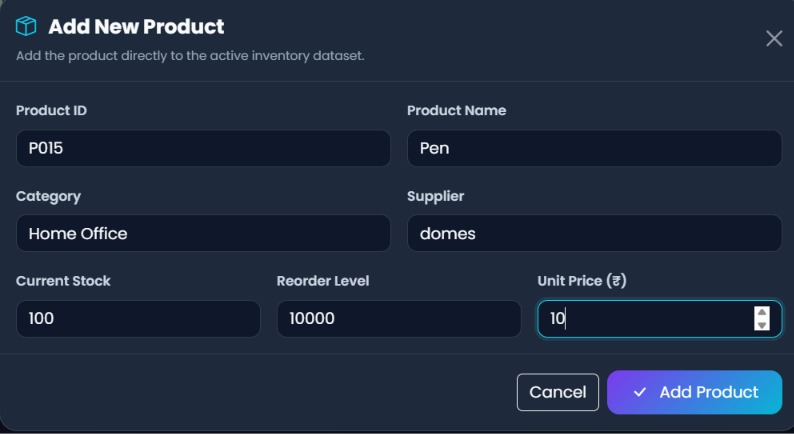 Add New Product
Add the product directly to the active inventory dataset.
Product ID
Product Name
P015
Pen
Category
Supplier
Home Office
domes
Current Stock
Reorder Level
Unit Price (₹)
100
10000
10
Cancel
Add Product